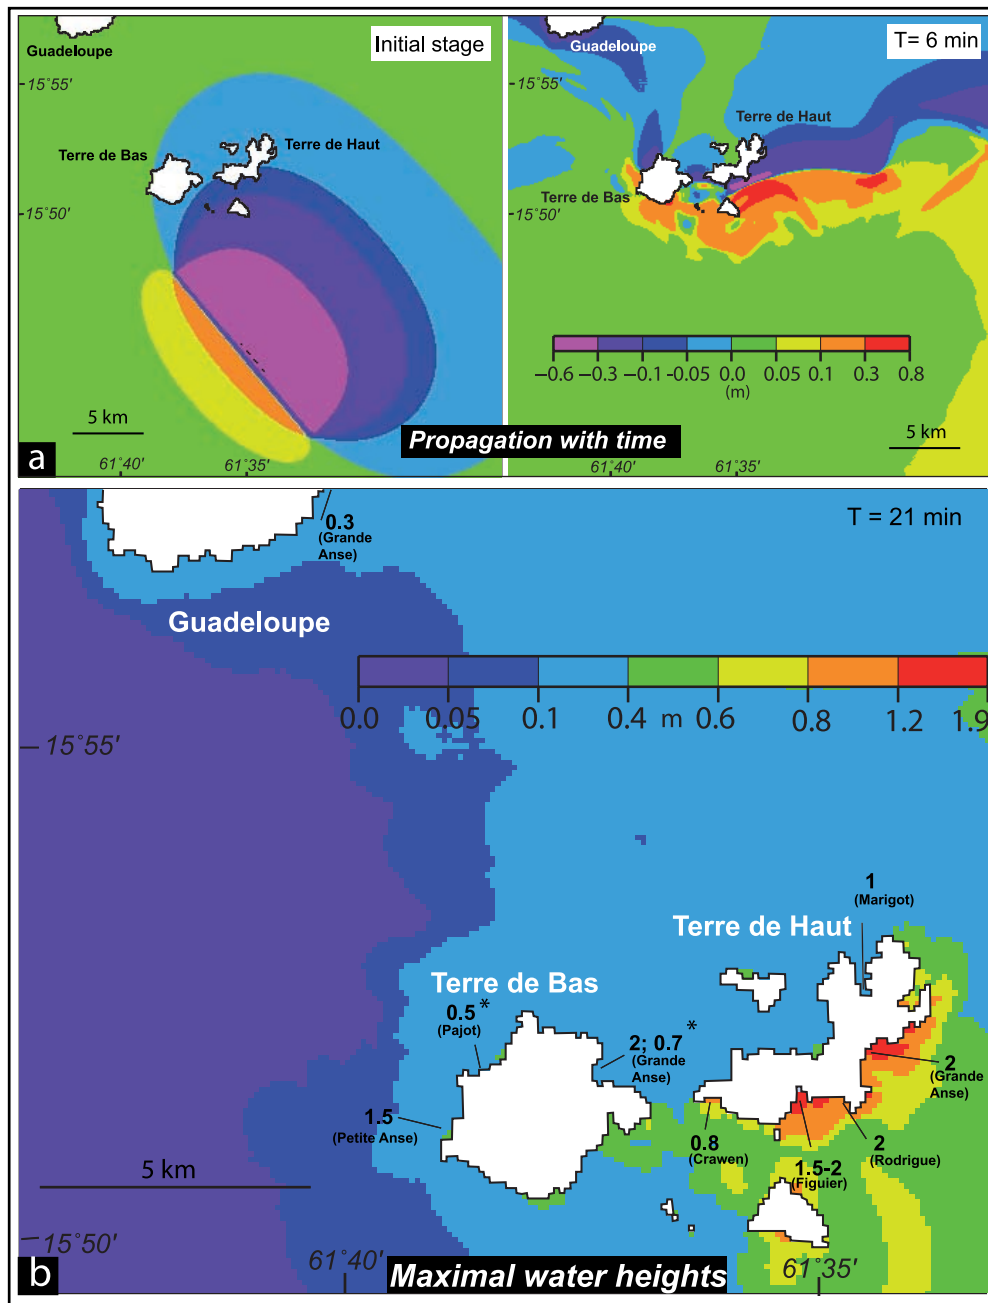 Guadeloupe
Initial stage
15°55'
Terre de Bas
Terre de Haut
15°50'
5 km
a
61°40'
61°35'
Guadeloupe
T= 6 min
Terre de Haut
Terre de Bas
15°55'
15°50'
−0.6 −0.3 −0.1 −0.05 0.0 0.05 0.1 0.3 0.8
(m)
5 km
61°40'
61°35'
Propagation with time
T = 21 min
0.3
(Grande
Anse)
Guadeloupe
0.0 0.05 0.1 0.4 m 0.6 0.8 1.2 1.9
15°55'
1
(Marigot)
Terre de Haut
Terre de Bas
0.5*
(Pajot)
2; 0.7*
(Grande
Anse)
2
(Grande
Anse)
1.5
(Petite Anse)
0.8
(Crawen)
2
(Rodrigue)
1.5-2
(Figuier)
5 km
15°50'
61°40'
61°35'
b
Maximal water heights